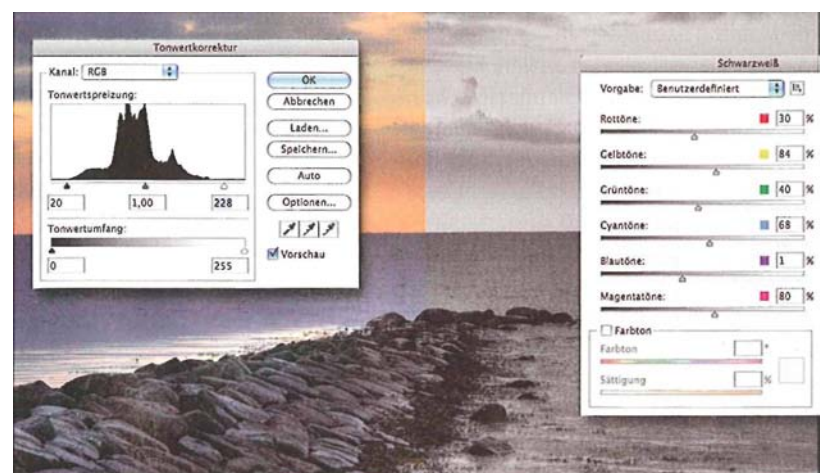 Tonwertkorrektur
Kanal: RGB
Tonwertspreizung:
20 1,00 228
Tonwertumfang:
0 255
OK
Abbrechen
Laden...
Speichern...
Auto
Optionen...
Vorschau
Schwarzweiß
Vorgabe: Benutzerdefiniert
Rottöne: 30 %
Gelbtöne: 84 %
Grüntöne: 40 %
Cyantöne: 68 %
Blautöne: 1 %
Magentatöne: 80 %
Farbton
Farbton °
Sättigung %